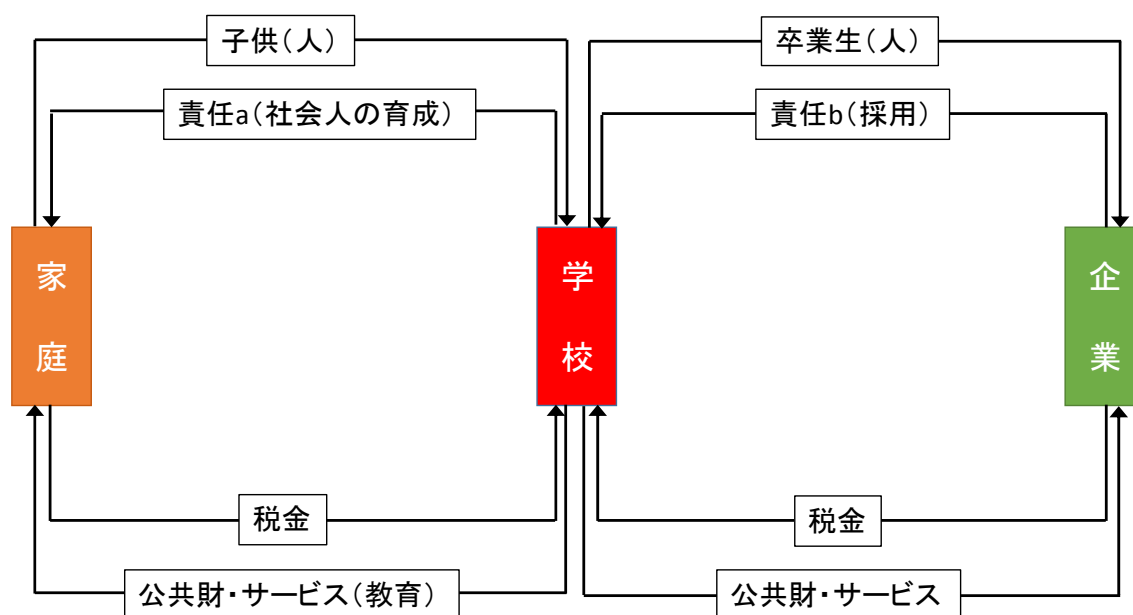 子供(人)
卒業生(人)
責任a(社会人の育成)
責任b(採用)
家庭
学校
企業
税金
税金
公共財・サービス(教育)
公共財・サービス